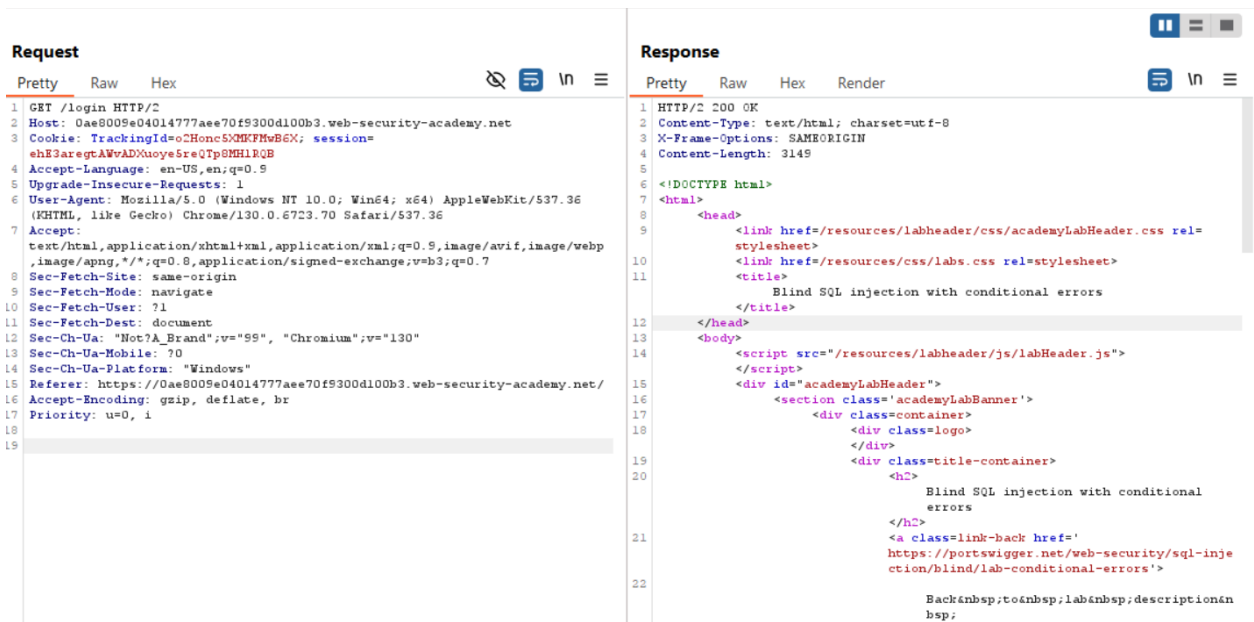 Request
Pretty Raw Hex \n
1 GET /login HTTP/2
2 Host: 0ae8009e04014777aee70f9300d100b3.web-security-academy.net
3 Cookie: TrackingId=o2Honc5XMKFMwB6X; session=
ehE3aregtAWvADXuoye5reQTp8MH1RQB
4 Accept-Language: en-US,en;q=0.9
5 Upgrade-Insecure-Requests: 1
6 User-Agent: Mozilla/5.0 (Windows NT 10.0; Win64; x64) AppleWebKit/537.36
(KHTML, like Gecko) Chrome/130.0.6723.70 Safari/537.36
7 Accept:
text/html,application/xhtml+xml,application/xml;q=0.9,image/avif,image/webp
,image/apng,*/*;q=0.8,application/signed-exchange;v=b3;q=0.7
8 Sec-Fetch-Site: same-origin
9 Sec-Fetch-Mode: navigate
10 Sec-Fetch-User: ?1
11 Sec-Fetch-Dest: document
12 Sec-Ch-Ua: "Not?A_Brand";v="99", "Chromium";v="130"
13 Sec-Ch-Ua-Mobile: ?0
14 Sec-Ch-Ua-Platform: "Windows"
15 Referer: https://0ae8009e04014777aee70f9300d100b3.web-security-academy.net/
16 Accept-Encoding: gzip, deflate, br
17 Priority: u=0, i
18
19
Response
Pretty Raw Hex Render \n
1 HTTP/2 200 OK
2 Content-Type: text/html; charset=utf-8
3 X-Frame-Options: SAMEORIGIN
4 Content-Length: 3149
5
6 <!DOCTYPE html>
7 <html>
8 <head>
9 <link href=/resources/labheader/css/academyLabHeader.css rel=
stylesheet>
10 <link href=/resources/css/labs.css rel=stylesheet>
11 <title>
Blind SQL injection with conditional errors
</title>
12 </head>
13 <body>
14 <script src="/resources/labheader/js/labHeader.js">
</script>
15 <div id="academyLabHeader">
16 <section class='academyLabBanner'>
17 <div class=container>
18 <div class=logo>
</div>
19 <div class=title-container>
20 <h2>
Blind SQL injection with conditional
errors
</h2>
21 <a class=link-back href='
https://portswigger.net/web-security/sql-inje
ction/blind/lab-conditional-errors'>
22
Back&nbsp;to&nbsp;lab&nbsp;description&n
bsp;